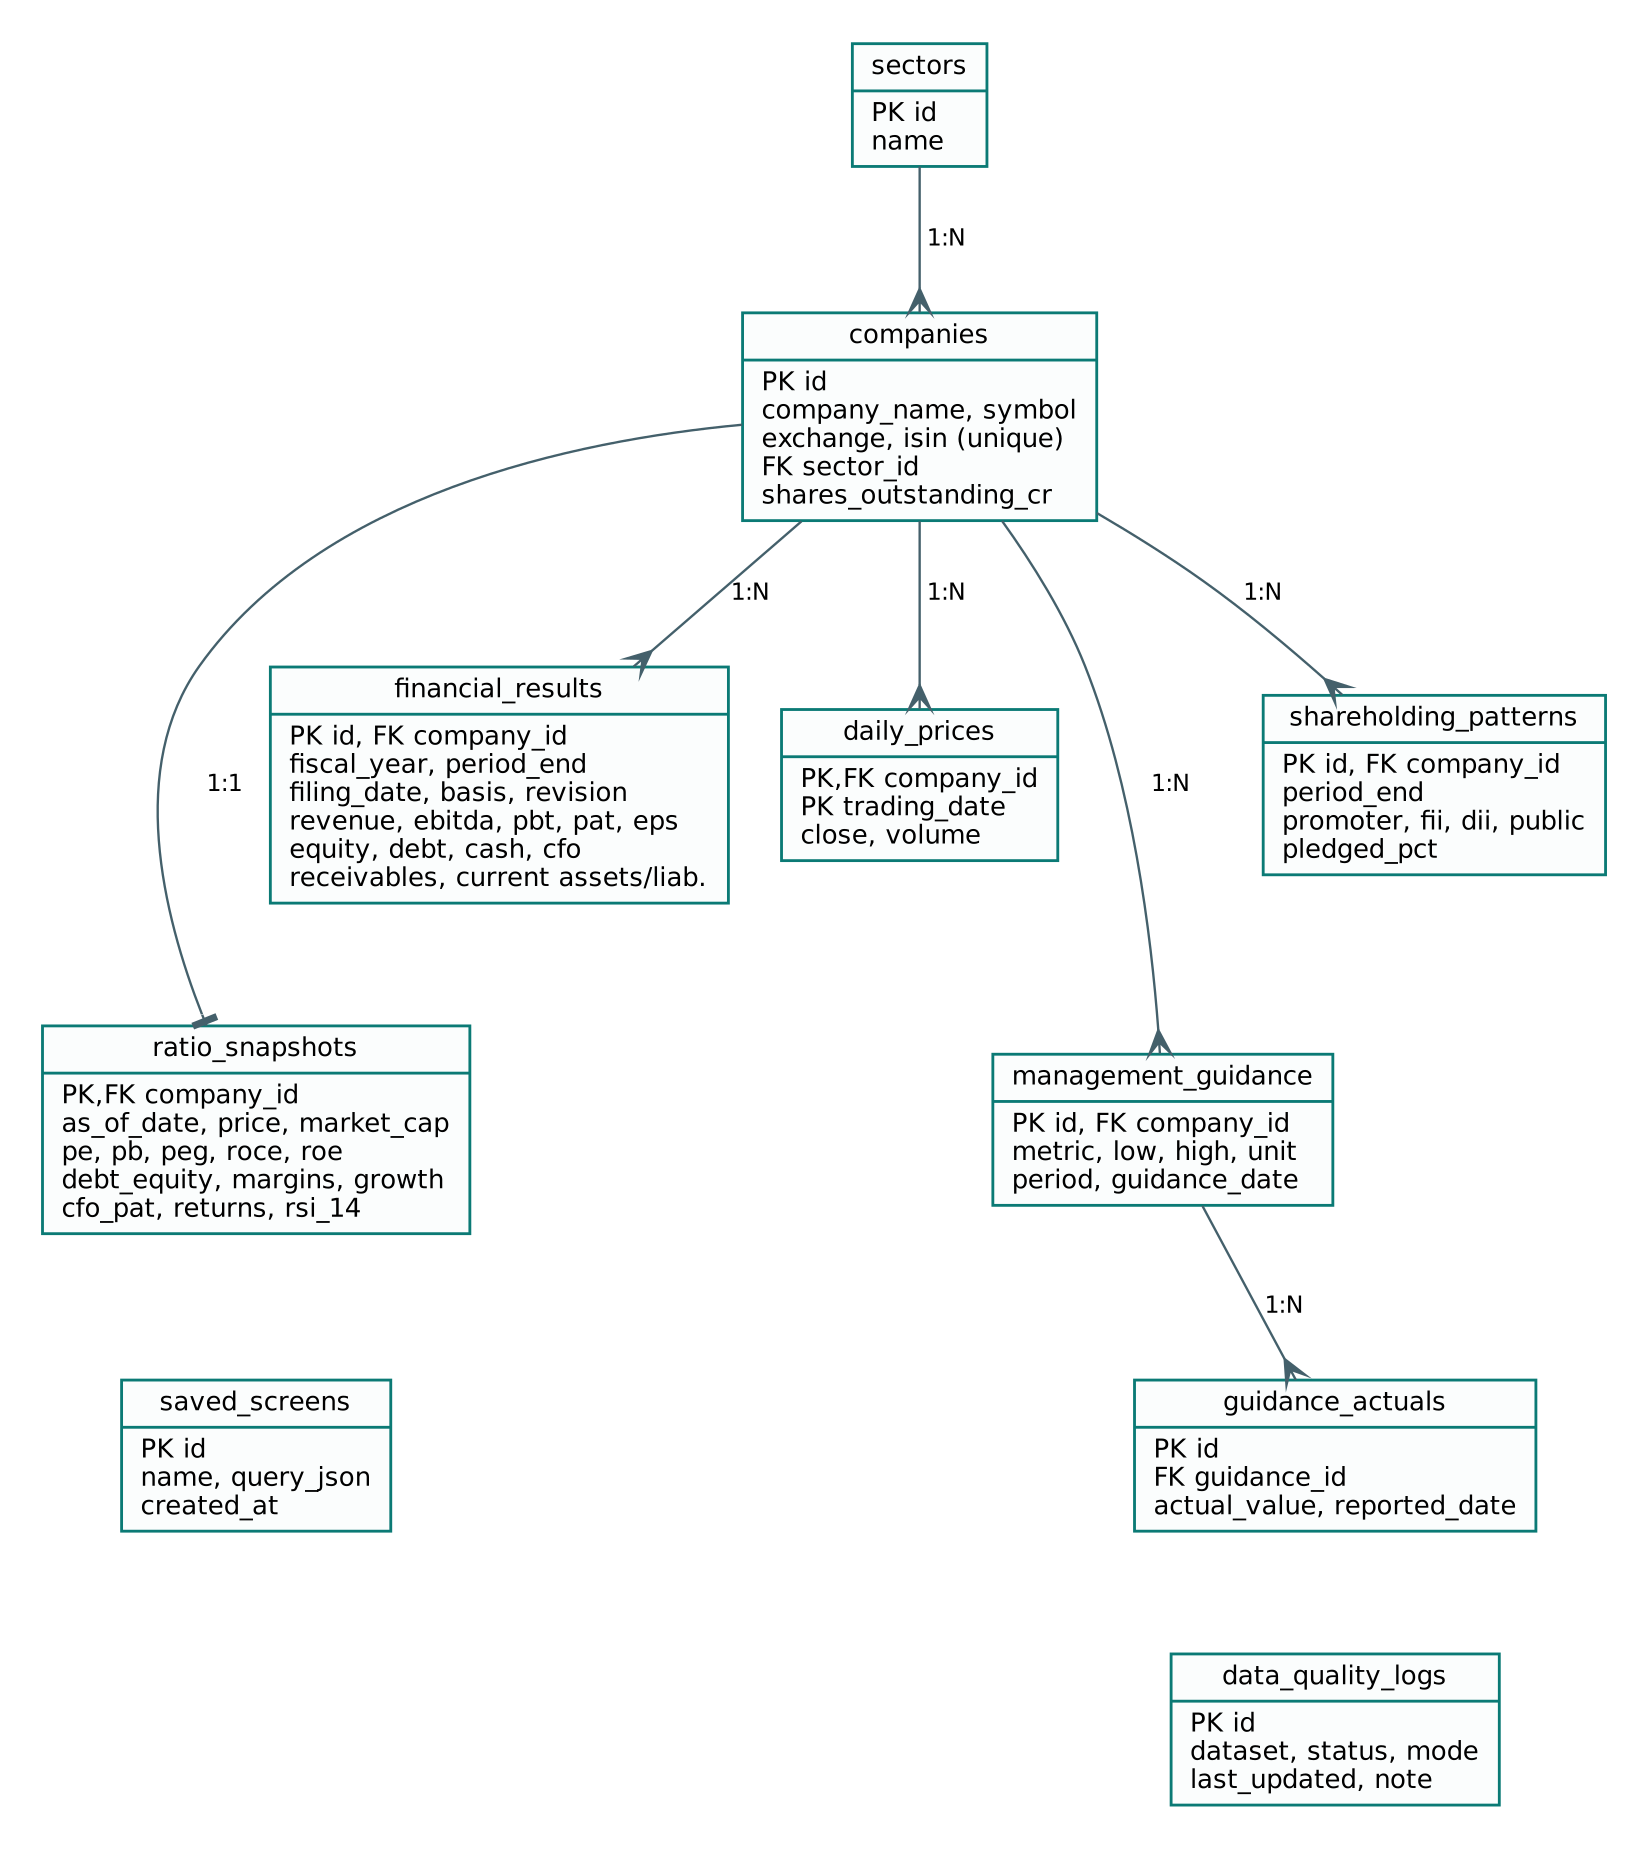 sectors
PK id
name
1:N
companies
PK id
company_name, symbol
exchange, isin (unique)
FK sector_id
shares_outstanding_cr
1:N
1:N
1:N
financial_results
PK id, FK company_id
fiscal_year, period_end
filing_date, basis, revision
revenue, ebitda, pbt, pat, eps
equity, debt, cash, cfo
receivables, current assets/liab.
daily_prices
PK,FK company_id
PK trading_date
close, volume
shareholding_patterns
PK id, FK company_id
period_end
promoter, fii, dii, public
pledged_pct
1:1
1:N
ratio_snapshots
PK,FK company_id
as_of_date, price, market_cap
pe, pb, peg, roce, roe
debt_equity, margins, growth
cfo_pat, returns, rsi_14
management_guidance
PK id, FK company_id
metric, low, high, unit
period, guidance_date
1:N
saved_screens
PK id
name, query_json
created_at
guidance_actuals
PK id
FK guidance_id
actual_value, reported_date
data_quality_logs
PK id
dataset, status, mode
last_updated, note